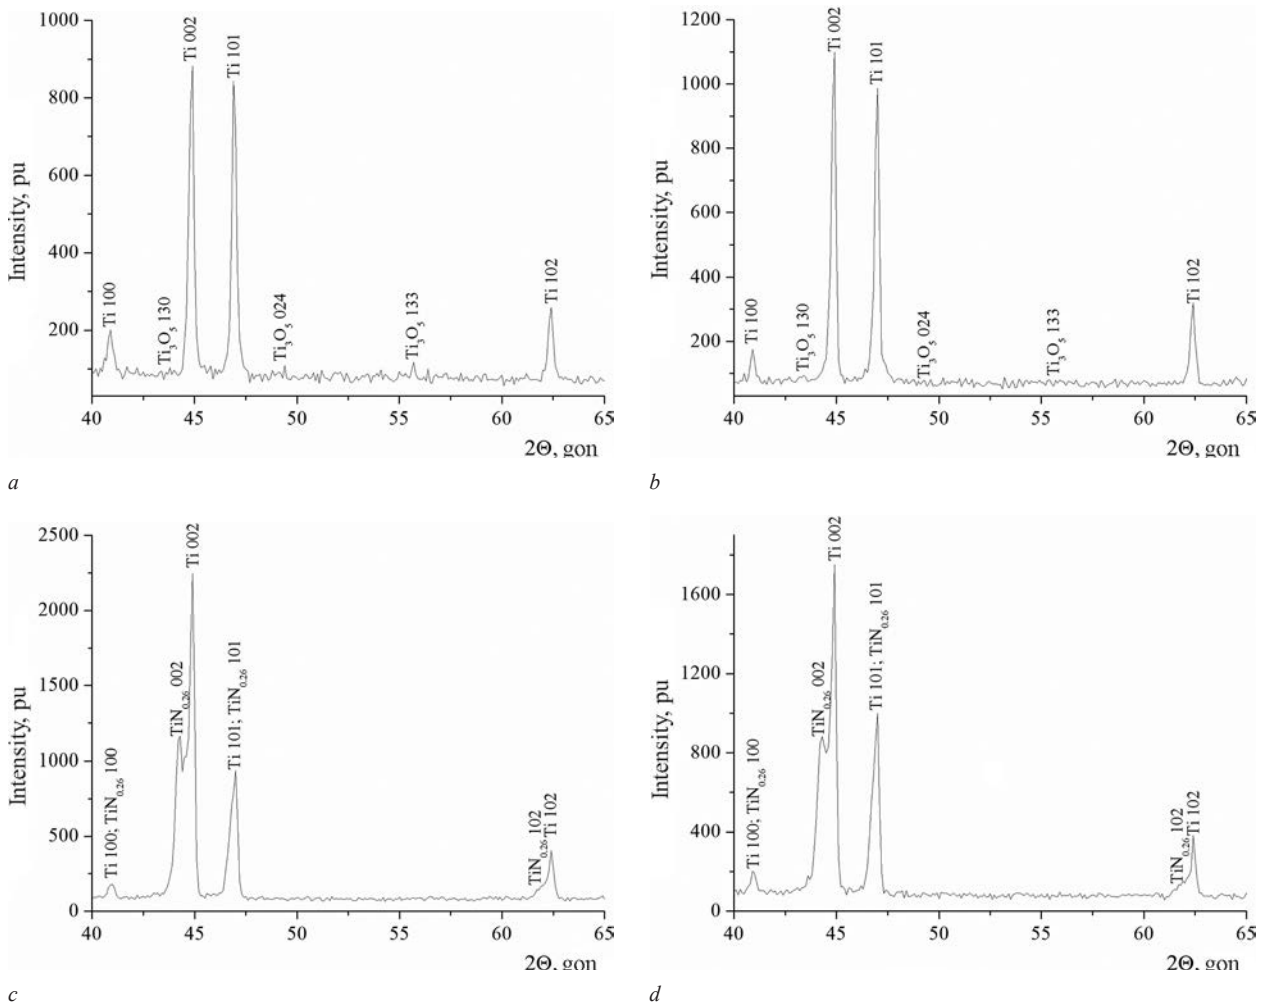 1000
800
600
400
200
40 45 50 55 60 65
Intensity, pu
2Θ, gon
Ti 100
Ti₃O₅ 130
Ti 002
Ti 101
Ti₃O₅ 024
Ti₃O₅ 133
Ti 102
a
1200
1000
800
600
400
200
40 45 50 55 60 65
Intensity, pu
2Θ, gon
Ti 100
Ti₃O₅ 130
Ti 002
Ti 101
Ti₃O₅ 024
Ti₃O₅ 133
Ti 102
b
2500
2000
1500
1000
500
0
40 45 50 55 60 65
Intensity, pu
2Θ, gon
Ti 100; TiN₀.₂₆ 100
TiN₀.₂₆ 002
Ti 002
Ti 101; TiN₀.₂₆ 101
TiN₀.₂₆ 102
Ti 102
c
1600
1200
800
400
0
40 45 50 55 60 65
Intensity, pu
2Θ, gon
Ti 100; TiN₀.₂₆ 100
TiN₀.₂₆ 002
Ti 002
Ti 101; TiN₀.₂₆ 101
TiN₀.₂₆ 102
Ti 102
d